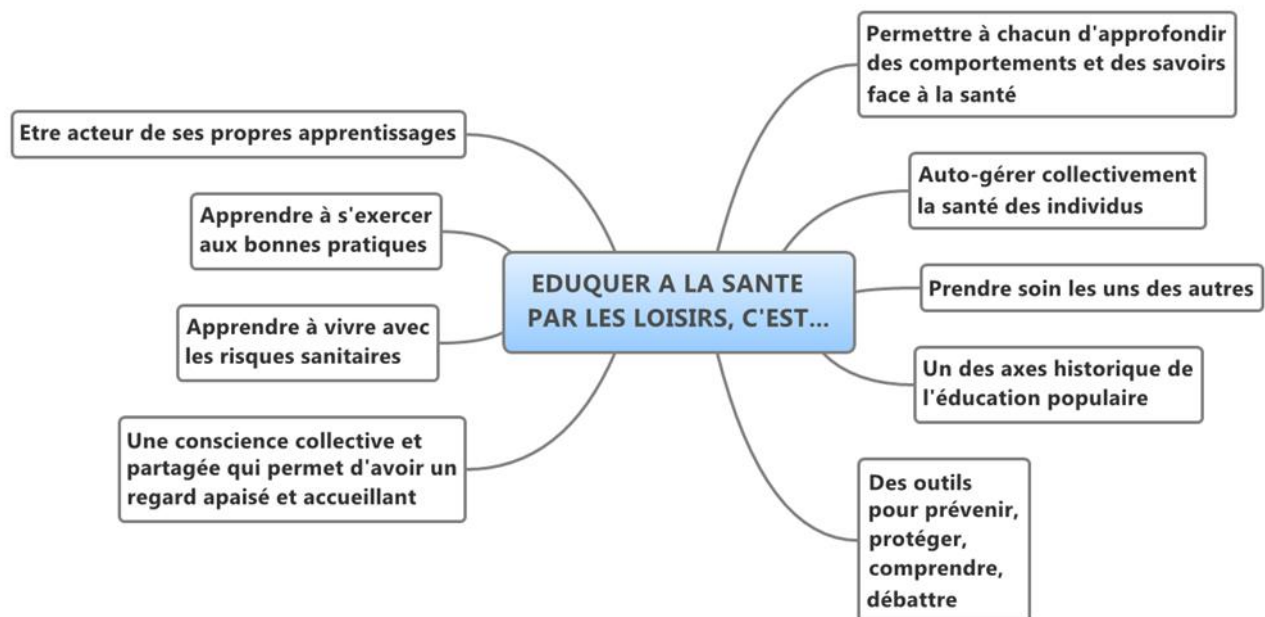 EDUQUER A LA SANTE
PAR LES LOISIRS, C'EST...
Permettre à chacun d'approfondir
des comportements et des savoirs
face à la santé
Auto-gérer collectivement
la santé des individus
Prendre soin les uns des autres
Un des axes historique de
l'éducation populaire
Des outils
pour prévenir,
protéger,
comprendre,
débattre
Etre acteur de ses propres apprentissages
Apprendre à s'exercer
aux bonnes pratiques
Apprendre à vivre avec
les risques sanitaires
Une conscience collective et
partagée qui permet d'avoir un
regard apaisé et accueillant